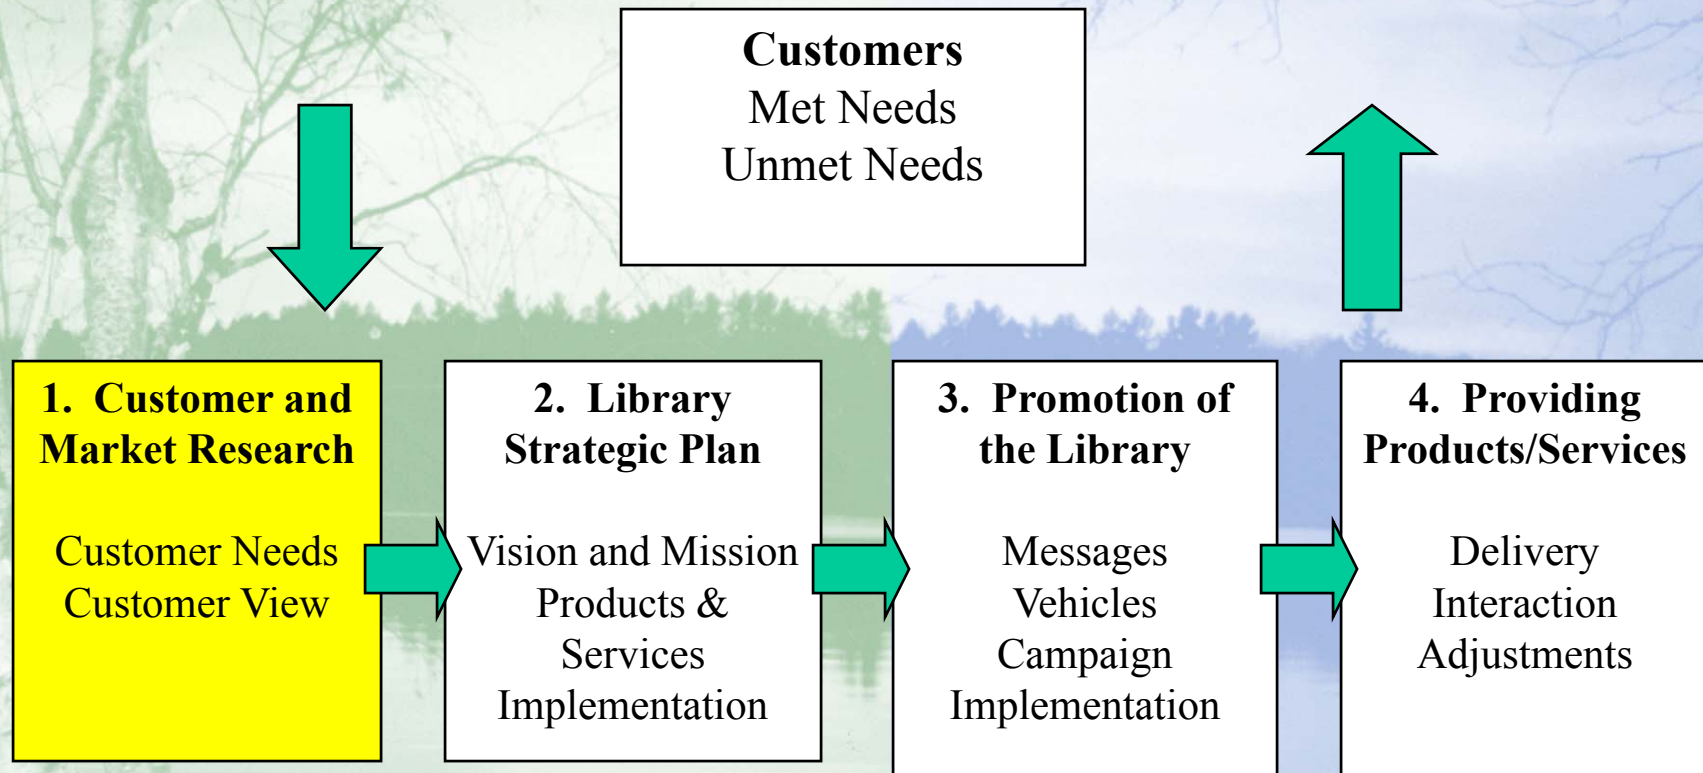 Customers
Met Needs
Unmet Needs
1. Customer and
Market Research
Customer Needs
Customer View
2. Library
Strategic Plan
Vision and Mission
Products &
Services
Implementation
3. Promotion of
the Library
Messages
Vehicles
Campaign
Implementation
4. Providing
Products/Services
Delivery
Interaction
Adjustments